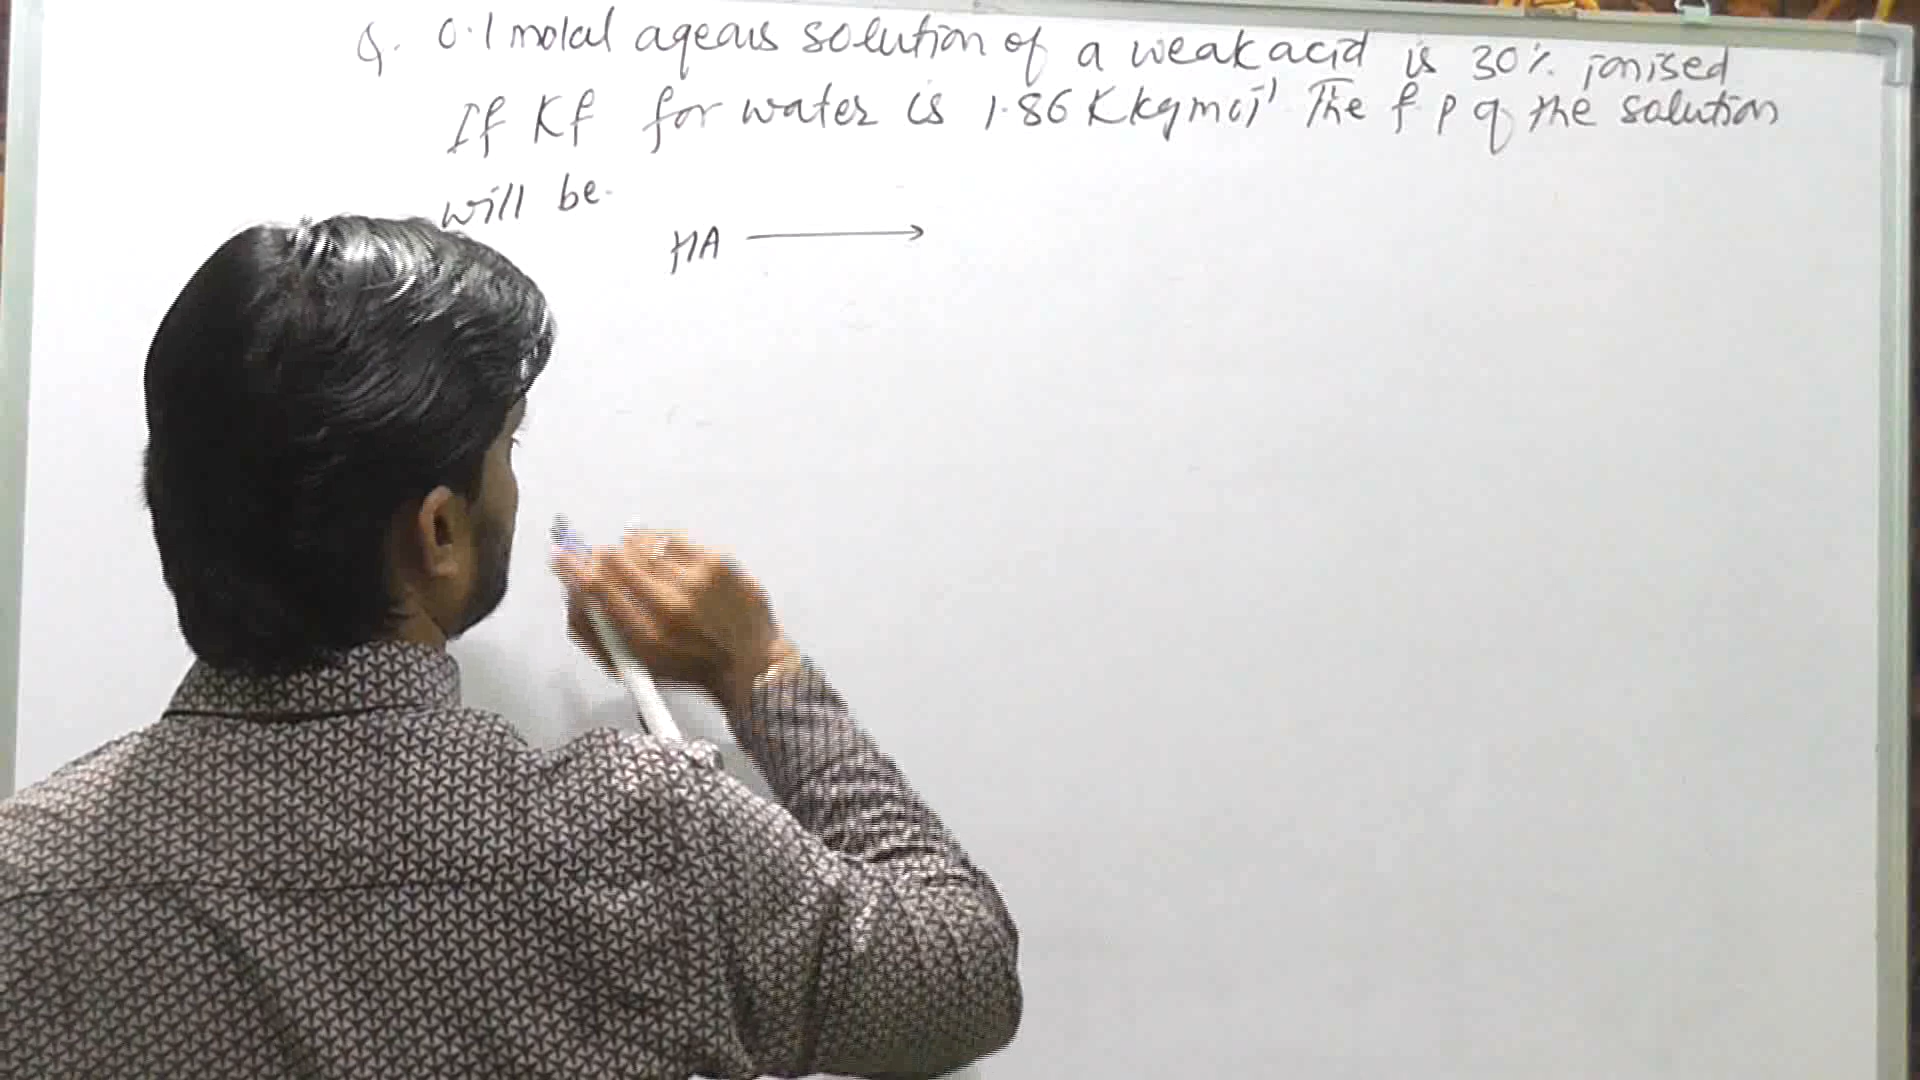 Q. 0.1 molal aqeous solution of a weak acid is 30% ionised
If Kf for water is 1.86 K kg mol⁻¹ The f p of the solution
will be.
HA ⟶